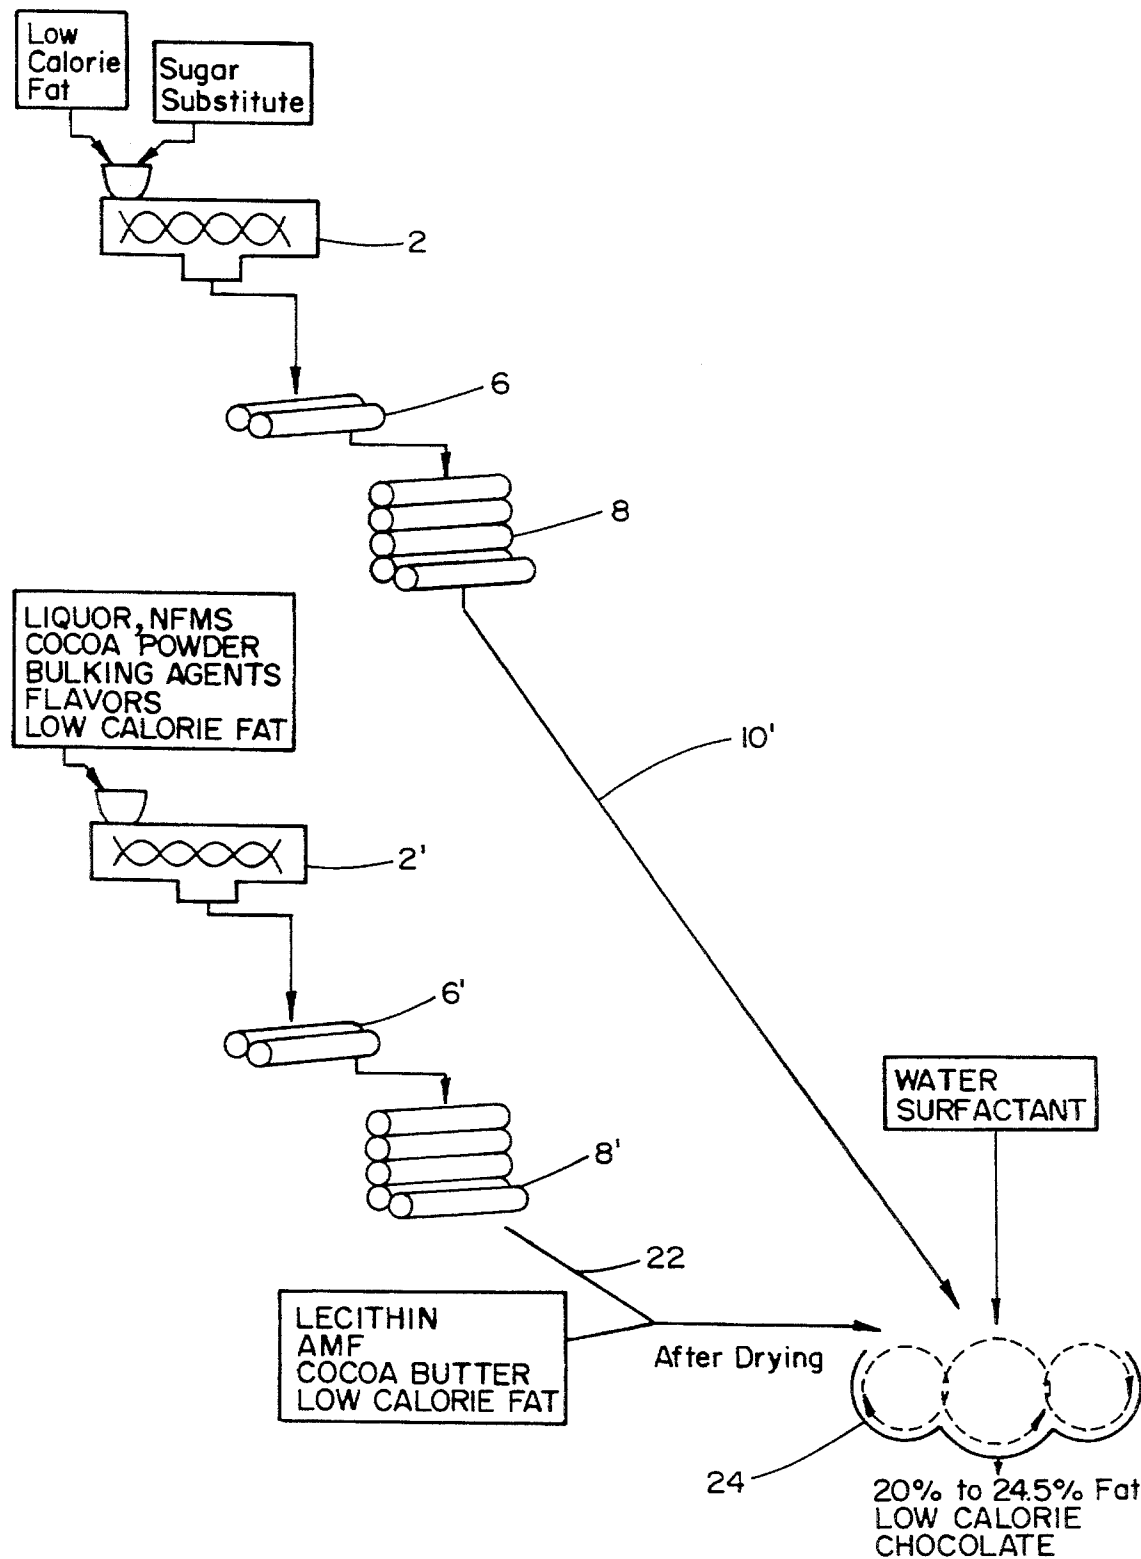 Low
Calorie
Fat
Sugar
Substitute
2
6
8
LIQUOR, NFMS
COCOA POWDER
BULKING AGENTS
FLAVORS
LOW CALORIE FAT
10'
2'
6'
WATER
SURFACTANT
8'
22
LECITHIN
AMF
COCOA BUTTER
LOW CALORIE FAT
After Drying
24
20% to 24.5% Fat
LOW CALORIE
CHOCOLATE